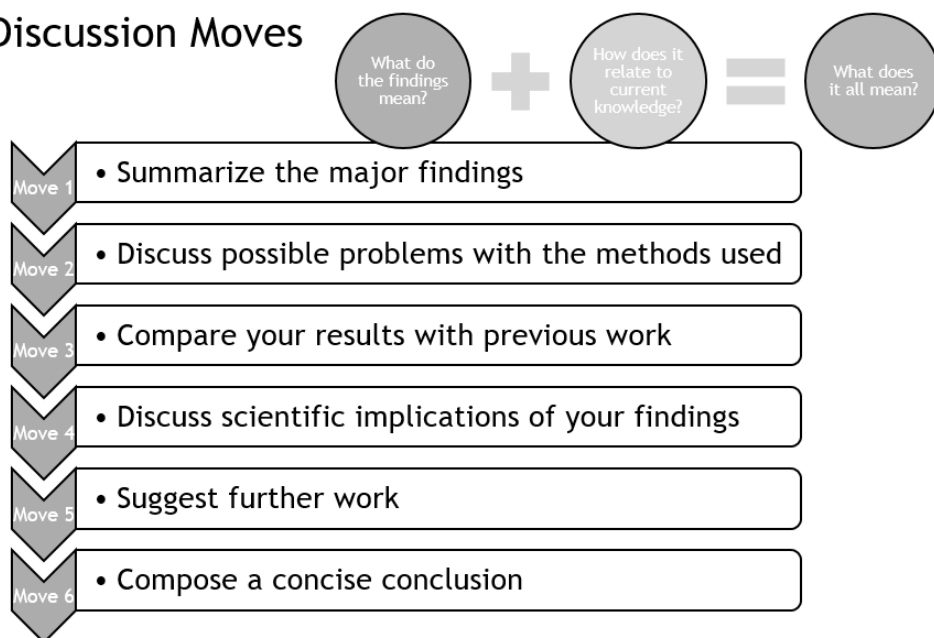 Discussion Moves
What do
the findings
mean?
How does it
relate to
current
knowledge?
What does
it all mean?
Move 1
• Summarize the major findings
Move 2
• Discuss possible problems with the methods used
Move 3
• Compare your results with previous work
Move 4
• Discuss scientific implications of your findings
Move 5
• Suggest further work
Move 6
• Compose a concise conclusion